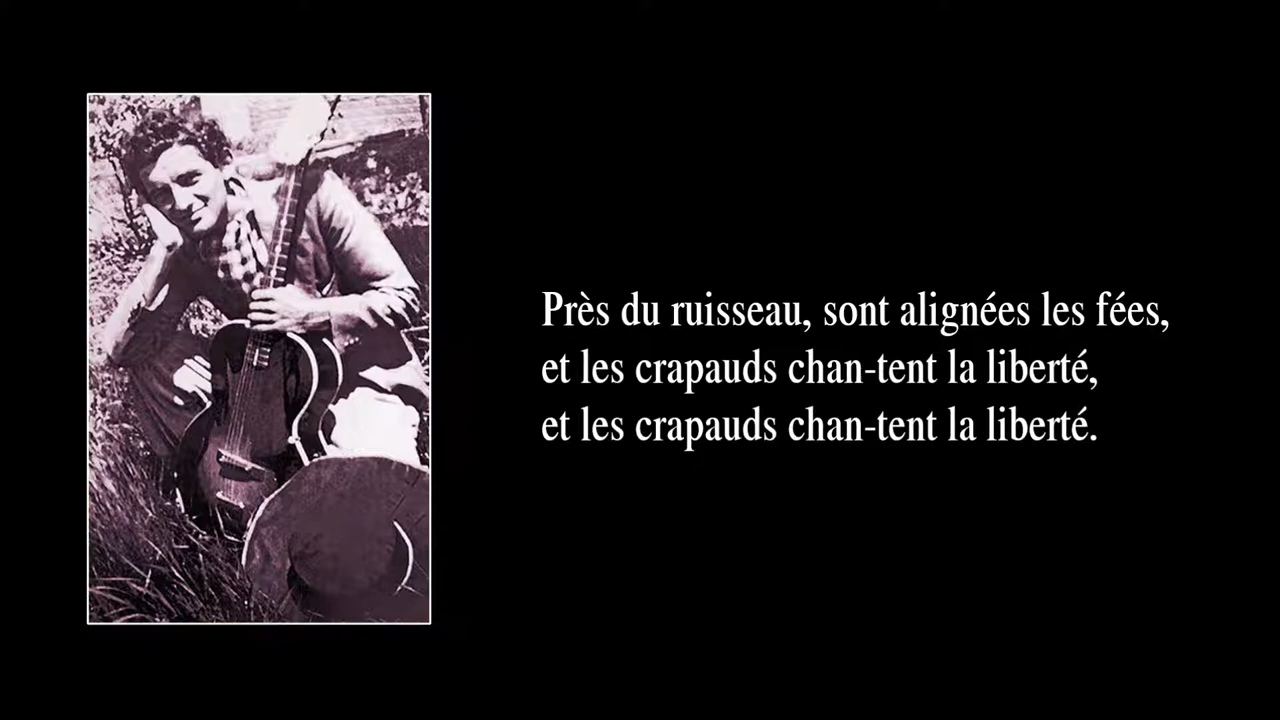 Près du ruisseau, sont alignées les fées,
et les crapauds chan-tent la liberté,
et les crapauds chan-tent la liberté.